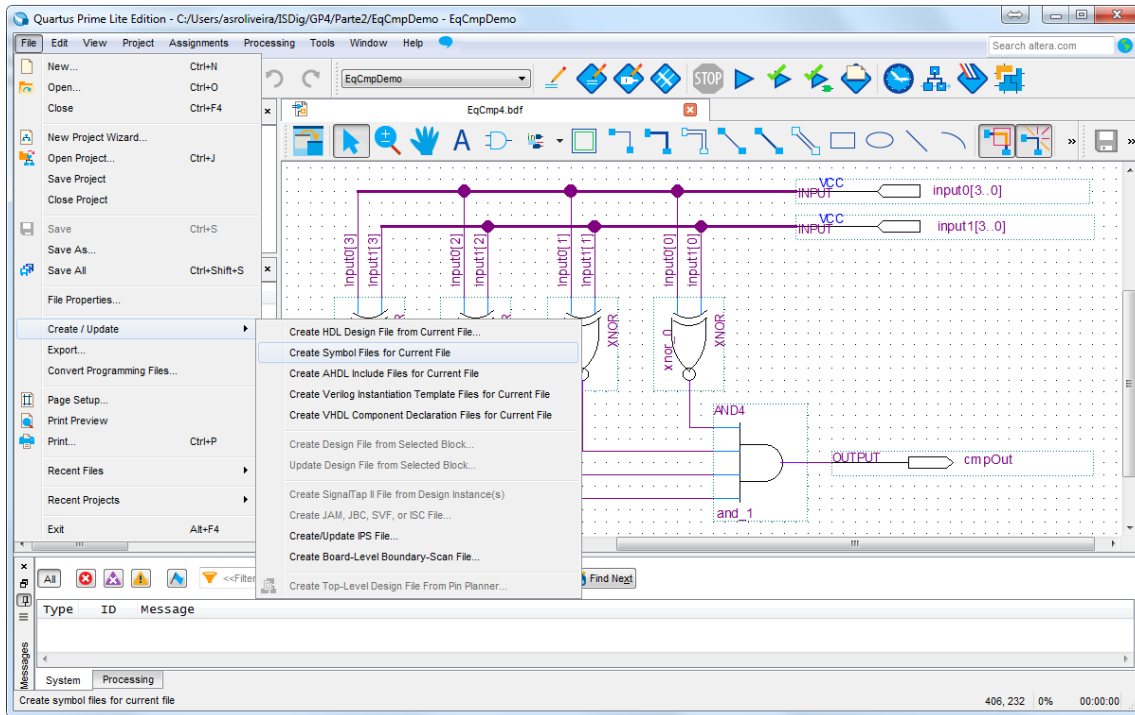 Quartus Prime Lite Edition - C:/Users/asroliveira/ISDig/GP4/Parte2/EqCmpDemo - EqCmpDemo
File Edit View Project Assignments Processing Tools Window Help
Search altera.com
New... Ctrl+N
Open... Ctrl+O
Close Ctrl+F4
New Project Wizard...
Open Project... Ctrl+J
Save Project
Close Project
Save Ctrl+S
Save As...
Save All Ctrl+Shift+S
File Properties...
Create / Update
Export...
Convert Programming Files...
Page Setup...
Print Preview
Print... Ctrl+P
Recent Files
Recent Projects
Exit Alt+F4
Create HDL Design File from Current File...
Create Symbol Files for Current File
Create AHDL Include Files for Current File
Create Verilog Instantiation Template Files for Current File
Create VHDL Component Declaration Files for Current File
Create Design File from Selected Block...
Update Design File from Selected Block...
Create SignalTap II File from Design Instance(s)
Create JAM, JBC, SVF, or ISC File...
Create/Update IPS File...
Create Board-Level Boundary-Scan File...
Create Top-Level Design File From Pin Planner...
EqCmpDemo
STOP
EqCmp4.bdf
VCC
INPUT
input0[3..0]
VCC
INPUT
input1[3..0]
input0[3]
input1[3]
input0[2]
input1[2]
input0[1]
input1[1]
input0[0]
input1[0]
XNOR
xnor_0
XNOR
AND4
and_1
OUTPUT
cmpOut
All
<<Filter
Find Next
Type ID Message
Messages
System Processing
Create symbol files for current file
406, 232 0% 00:00:00